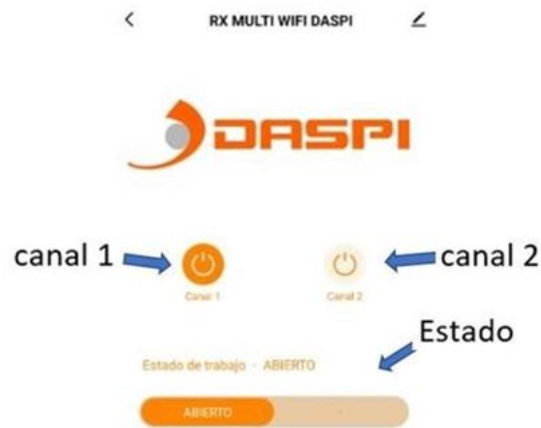 RX MULTI WIFI DASPI
DASPI
canal 1
canal 2
Canal 1
Canal 2
Estado
Estado de trabajo - ABIERTO
ABIERTO